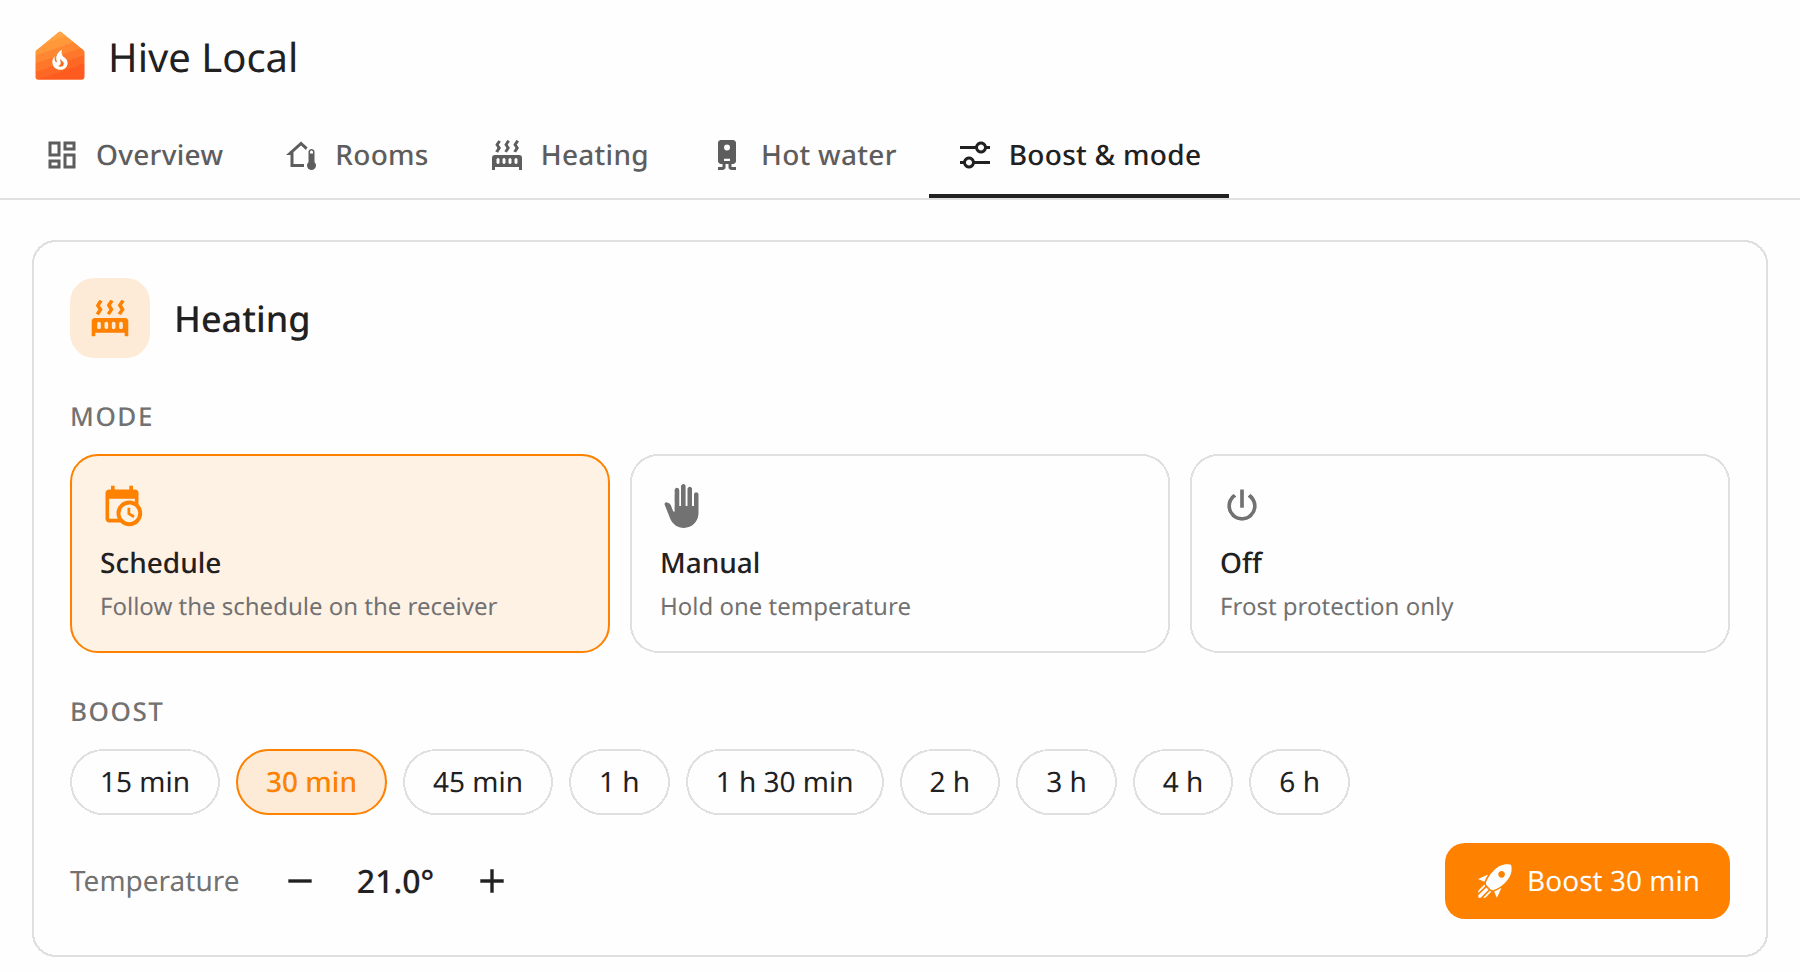 Hive Local
Overview Rooms Heating Hot water Boost & mode
Heating
MODE
Schedule
Follow the schedule on the receiver
Manual
Hold one temperature
Off
Frost protection only
BOOST
15 min 30 min 45 min 1 h 1 h 30 min 2 h 3 h 4 h 6 h
Temperature − 21.0° + Boost 30 min